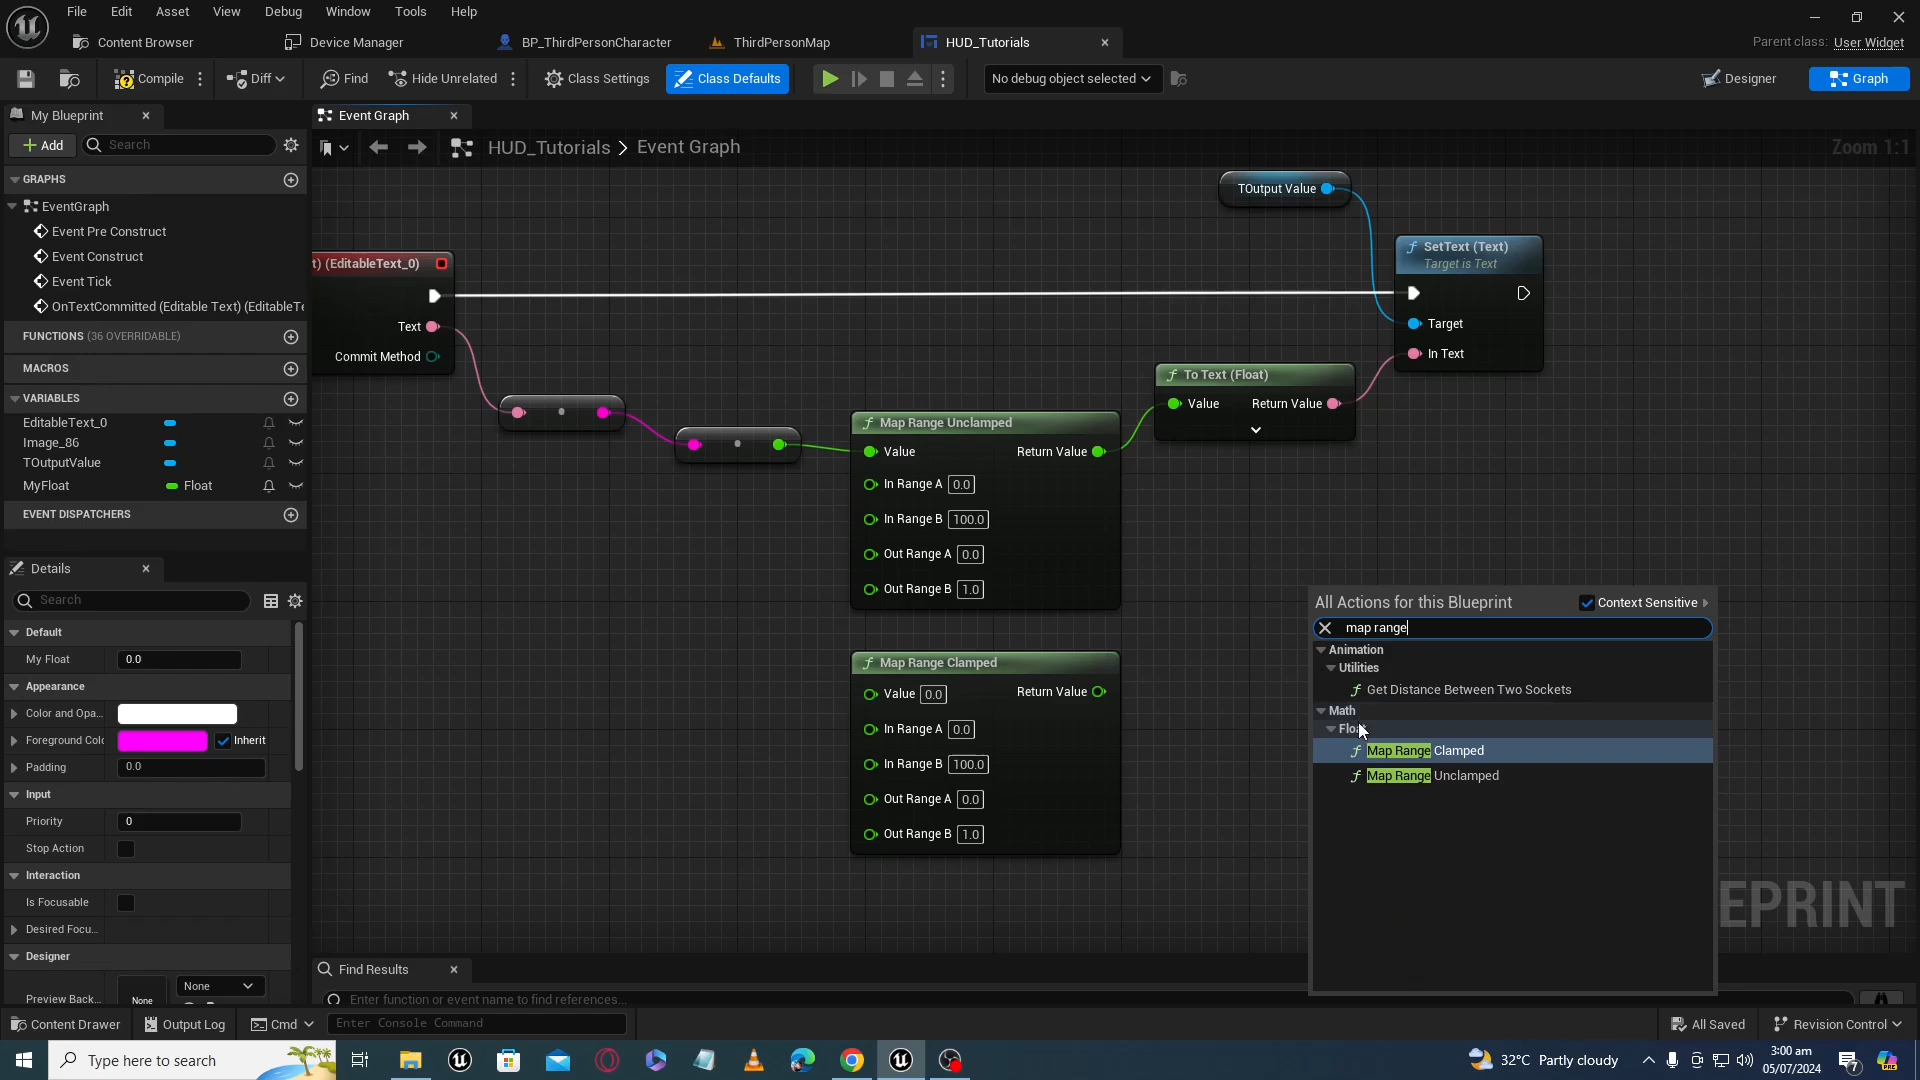 File Edit Asset View Debug Window Tools Help
Content Browser Device Manager BP_ThirdPersonCharacter ThirdPersonMap HUD_Tutorials
Parent class: User Widget
Compile Diff Find Hide Unrelated Class Settings Class Defaults No debug object selected Designer Graph
My Blueprint
Add Search
GRAPHS
EventGraph
Event Pre Construct
Event Construct
Event Tick
OnTextCommitted (Editable Text) (EditableTe
FUNCTIONS (36 OVERRIDABLE)
MACROS
VARIABLES
EditableText_0
Image_86
TOutputValue
MyFloat Float
EVENT DISPATCHERS
Details
Search
Default
My Float 0.0
Appearance
Color and Opa...
Foreground Colo Inherit
Padding 0.0
Input
Priority 0
Stop Action
Interaction
Is Focusable
Desired Focu...
Designer
Preview Back... None None
Event Graph
HUD_Tutorials > Event Graph
Zoom 1:1
t) (EditableText_0)
Text
Commit Method
Map Range Unclamped
Value Return Value
In Range A 0.0
In Range B 100.0
Out Range A 0.0
Out Range B 1.0
Map Range Clamped
Value 0.0 Return Value
In Range A 0.0
In Range B 100.0
Out Range A 0.0
Out Range B 1.0
To Text (Float)
Value Return Value
TOutput Value
SetText (Text)
Target is Text
Target
In Text
All Actions for this Blueprint Context Sensitive
map range
Animation
Utilities
Get Distance Between Two Sockets
Math
Float
Map Range Clamped
Map Range Unclamped
EPRINT
Find Results
Enter function or event name to find references...
Content Drawer Output Log Cmd Enter Console Command All Saved Revision Control
Type here to search
32°C Partly cloudy
3:00 am
05/07/2024
7
PRE